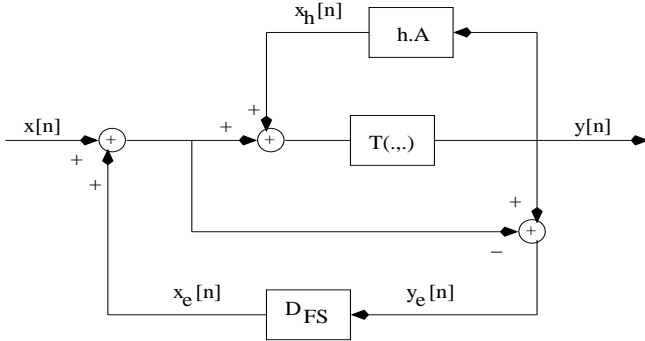 x_h[n]
h.A
+
x[n]
+
+
+
T(.,.)
y[n]
+
+
+
+
−
x_e[n]
D_FS
y_e[n]